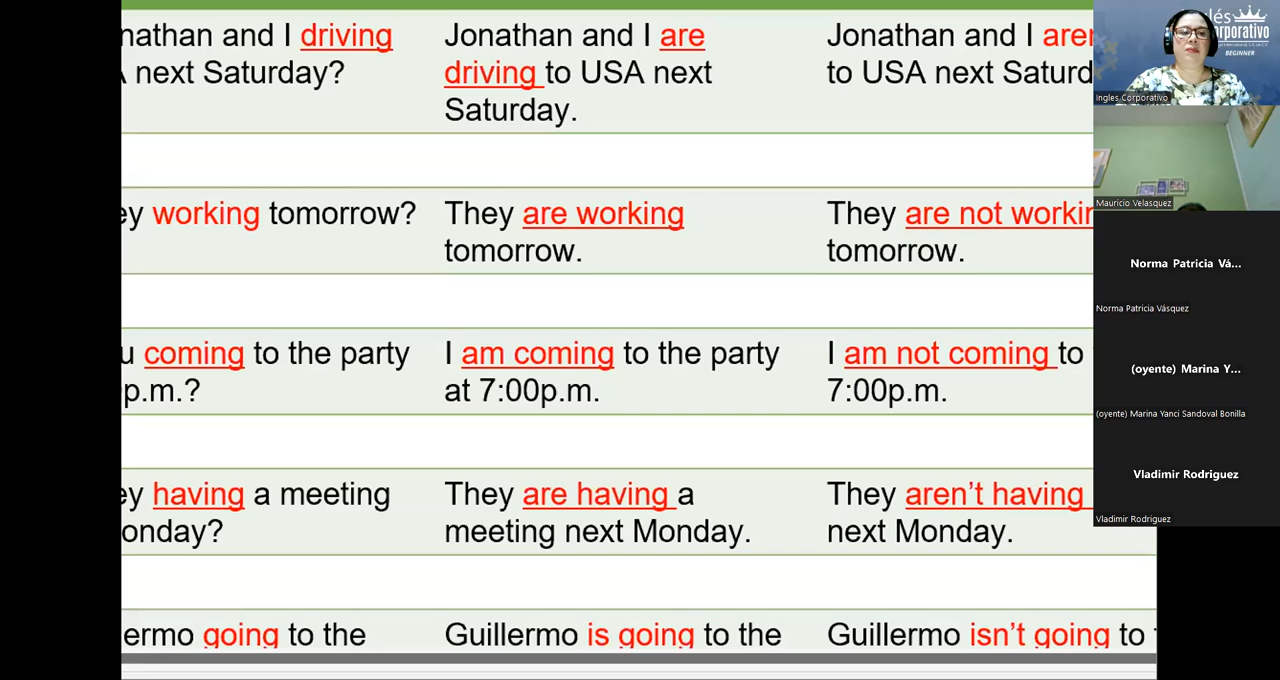 nathan and I driving
next Saturday?
Jonathan and I are
driving to USA next
Saturday.
Jonathan and I
to USA next
working tomorrow?
They are working
tomorrow.
They are not
tomorrow.
coming to the party
p.m.?
I am coming to the party
at 7:00p.m.
I am not coming to
7:00p.m.
having a meeting
onday?
They are having a
meeting next Monday.
They aren’t having
next Monday.
ermo going to the
Guillermo is going to the
Guillermo isn’t going to
lés
orporativo
BEGINNER
Ingles Corporativo
Mauricio Velasquez
Norma Patricia Vá...
Norma Patricia Vásquez
(oyente) Marina Y...
(oyente) Marina Yanci Sandoval Bonilla
Vladimir Rodriguez
Vladimir Rodriguez